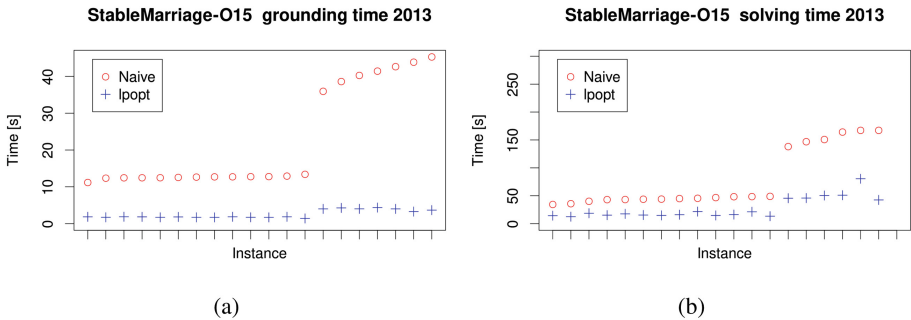 StableMarriage-O15 grounding time 2013
Time [s]
40
30
20
10
0
Naive
lpopt
Instance
(a)
StableMarriage-O15 solving time 2013
Time [s]
250
150
50
0
Naive
lpopt
Instance
(b)